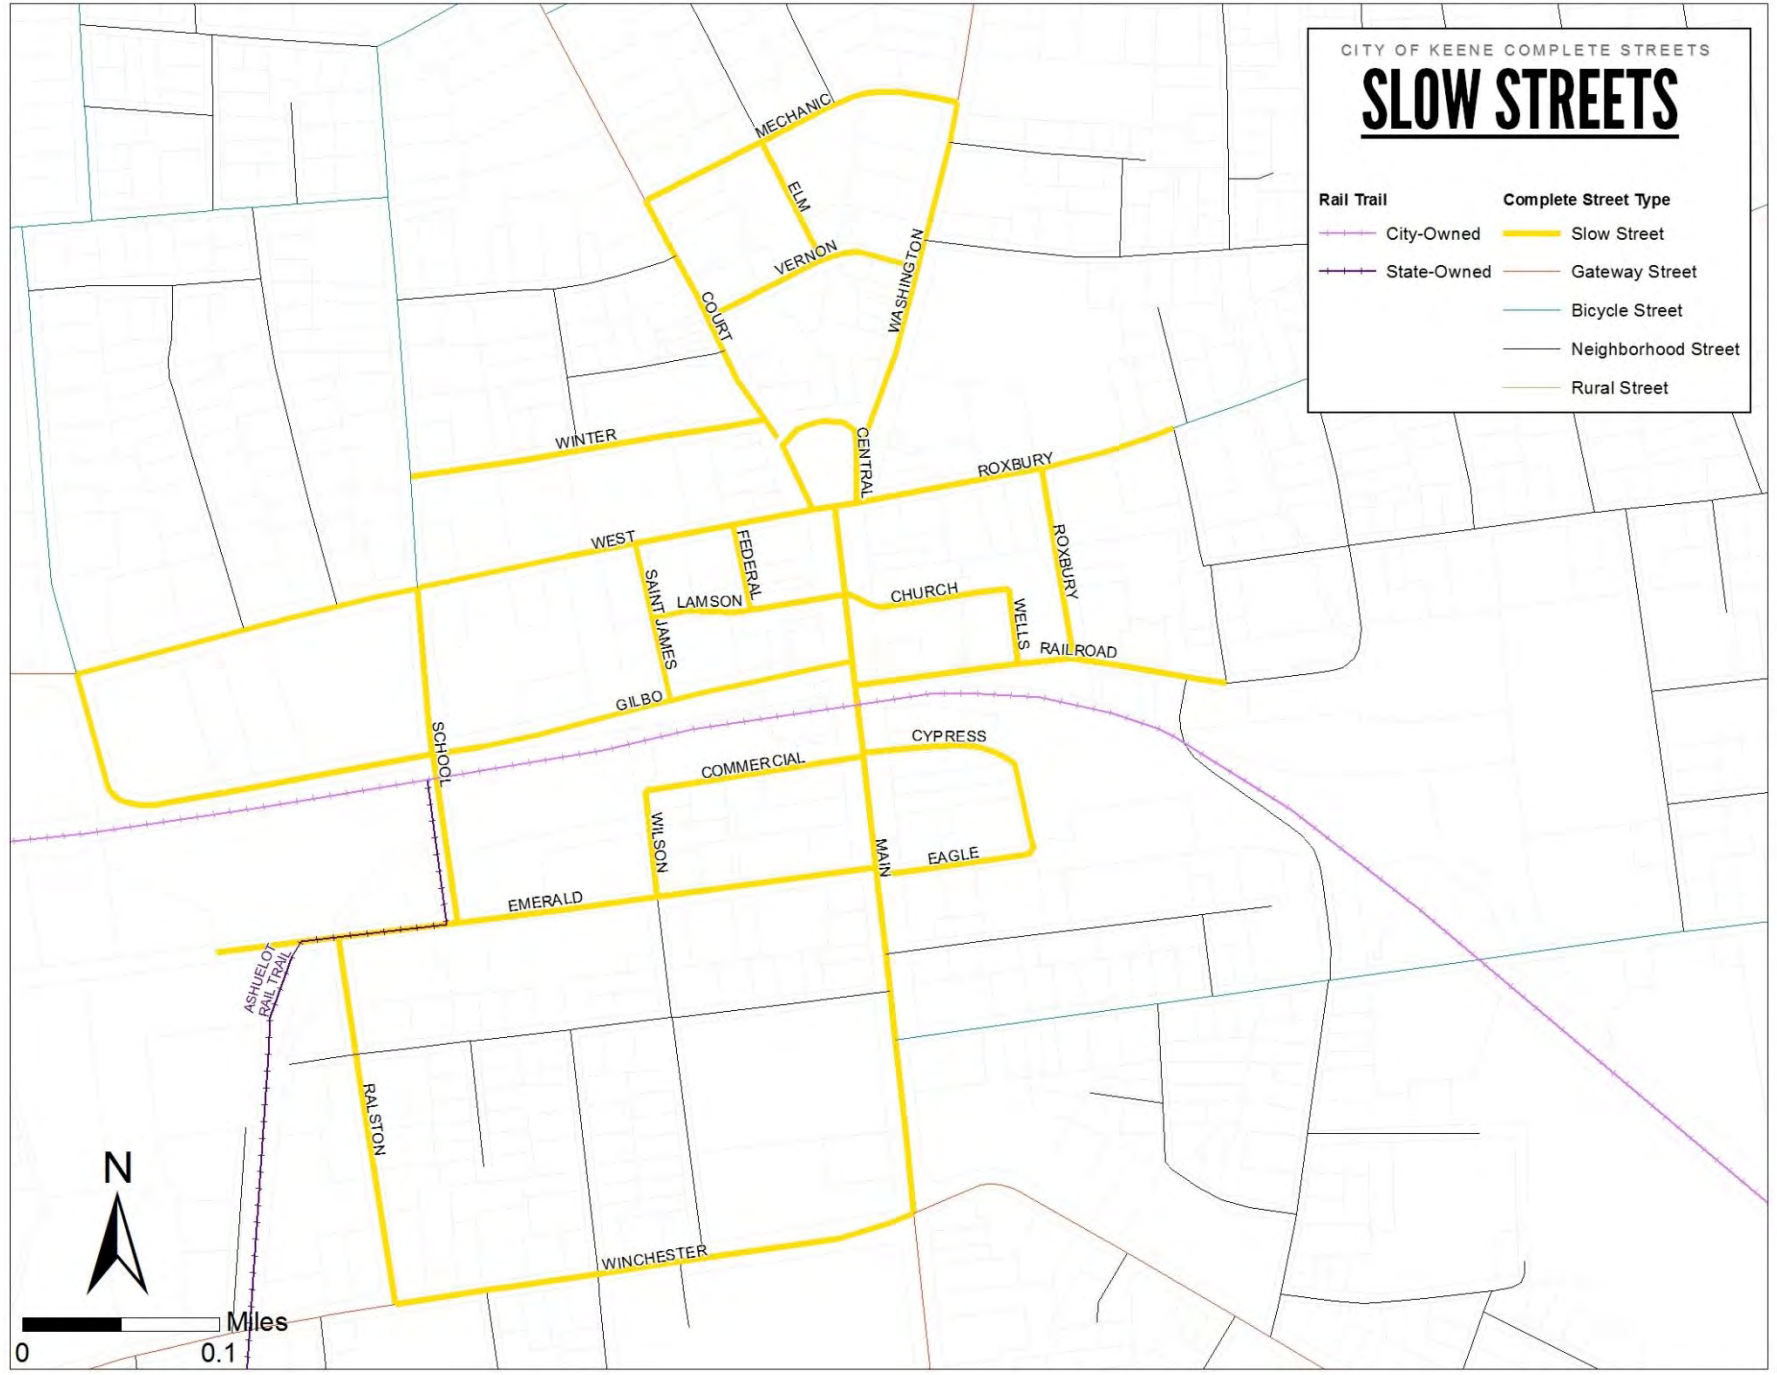 CITY OF KEENE COMPLETE STREETS
SLOW STREETS
Rail Trail
City-Owned
State-Owned
Complete Street Type
Slow Street
Gateway Street
Bicycle Street
Neighborhood Street
Rural Street
MECHANIC
ELM
VERNON
WASHINGTON
COURT
WINTER
CENTRAL
ROXBURY
WEST
FEDERAL
ROXBURY
SAINT JAMES
LAMSON
CHURCH
WELLS
RAILROAD
GILBO
SCHOOL
CYPRESS
COMMERCIAL
WILSON
MAIN
EAGLE
EMERALD
ASHUELOT
RAIL TRAIL
RALSTON
WINCHESTER
N
Miles
0
0.1